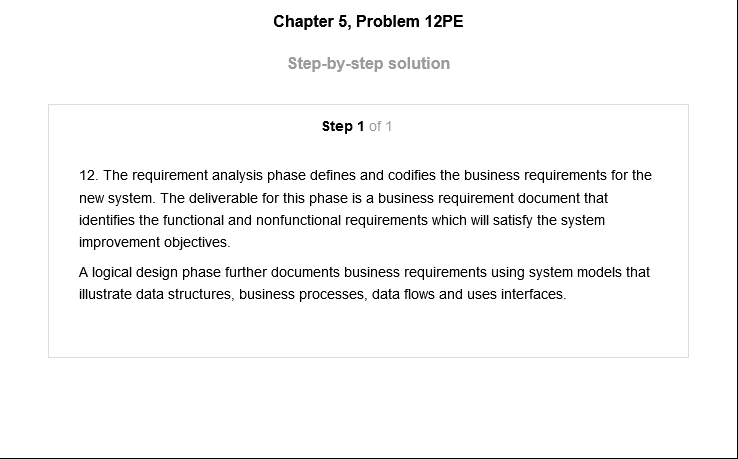 Chapter 5, Problem 12PE
Step-by-step solution
Step 1 of 1
12. The requirement analysis phase defines and codifies the business requirements for the
new system. The deliverable for this phase is a business requirement document that
identifies the functional and nonfunctional requirements which will satisfy the system
improvement objectives.
A logical design phase further documents business requirements using system models that
illustrate data structures, business processes, data flows and uses interfaces.